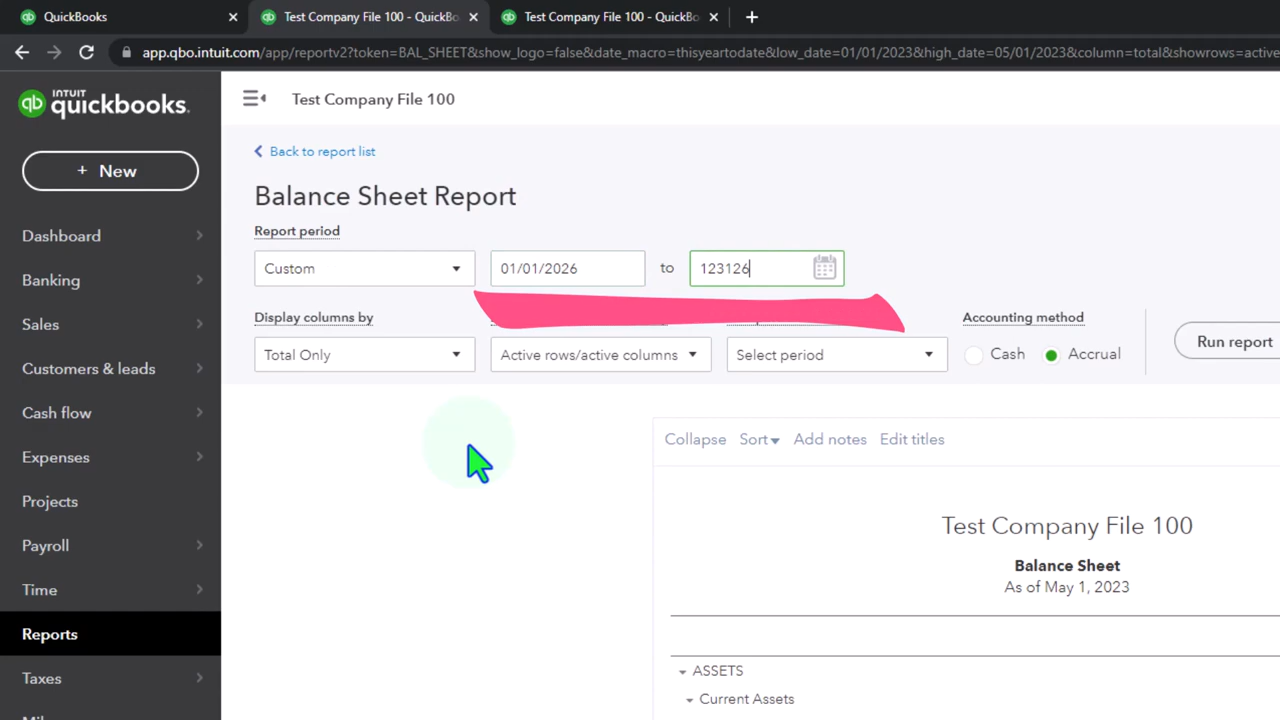 QuickBooks
Test Company File 100 - QuickBo
Test Company File 100 - QuickBo
app.qbo.intuit.com/app/reportv2?token=BAL_SHEET&show_logo=false&date_macro=thisyeartodate&low_date=01/01/2023&high_date=05/01/2023&column=total&showrows=active
qb INTUIT quickbooks.
Test Company File 100
+ New
Back to report list
Balance Sheet Report
Dashboard
Report period
Banking
Custom
01/01/2026
to
123126
Sales
Display columns by
Accounting method
Customers & leads
Total Only
Active rows/active columns
Select period
Cash
Accrual
Run report
Cash flow
Expenses
Collapse
Sort
Add notes
Edit titles
Projects
Test Company File 100
Payroll
Balance Sheet
Time
As of May 1, 2023
Reports
Taxes
ASSETS
Current Assets